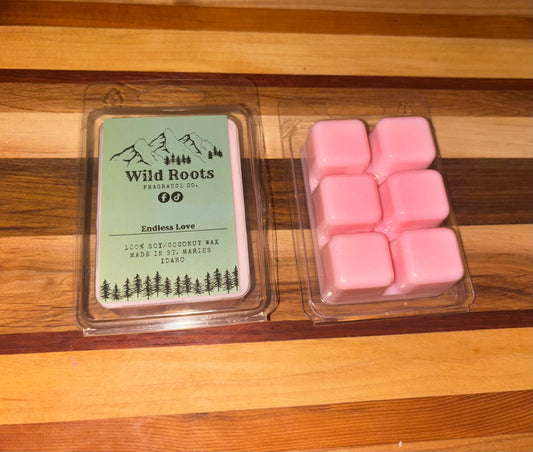 Wild Roots
FRAGRANCE CO.
Endless Love
100% SOY/COCONUT WAX
MADE IN ST. MARIES
IDAHO